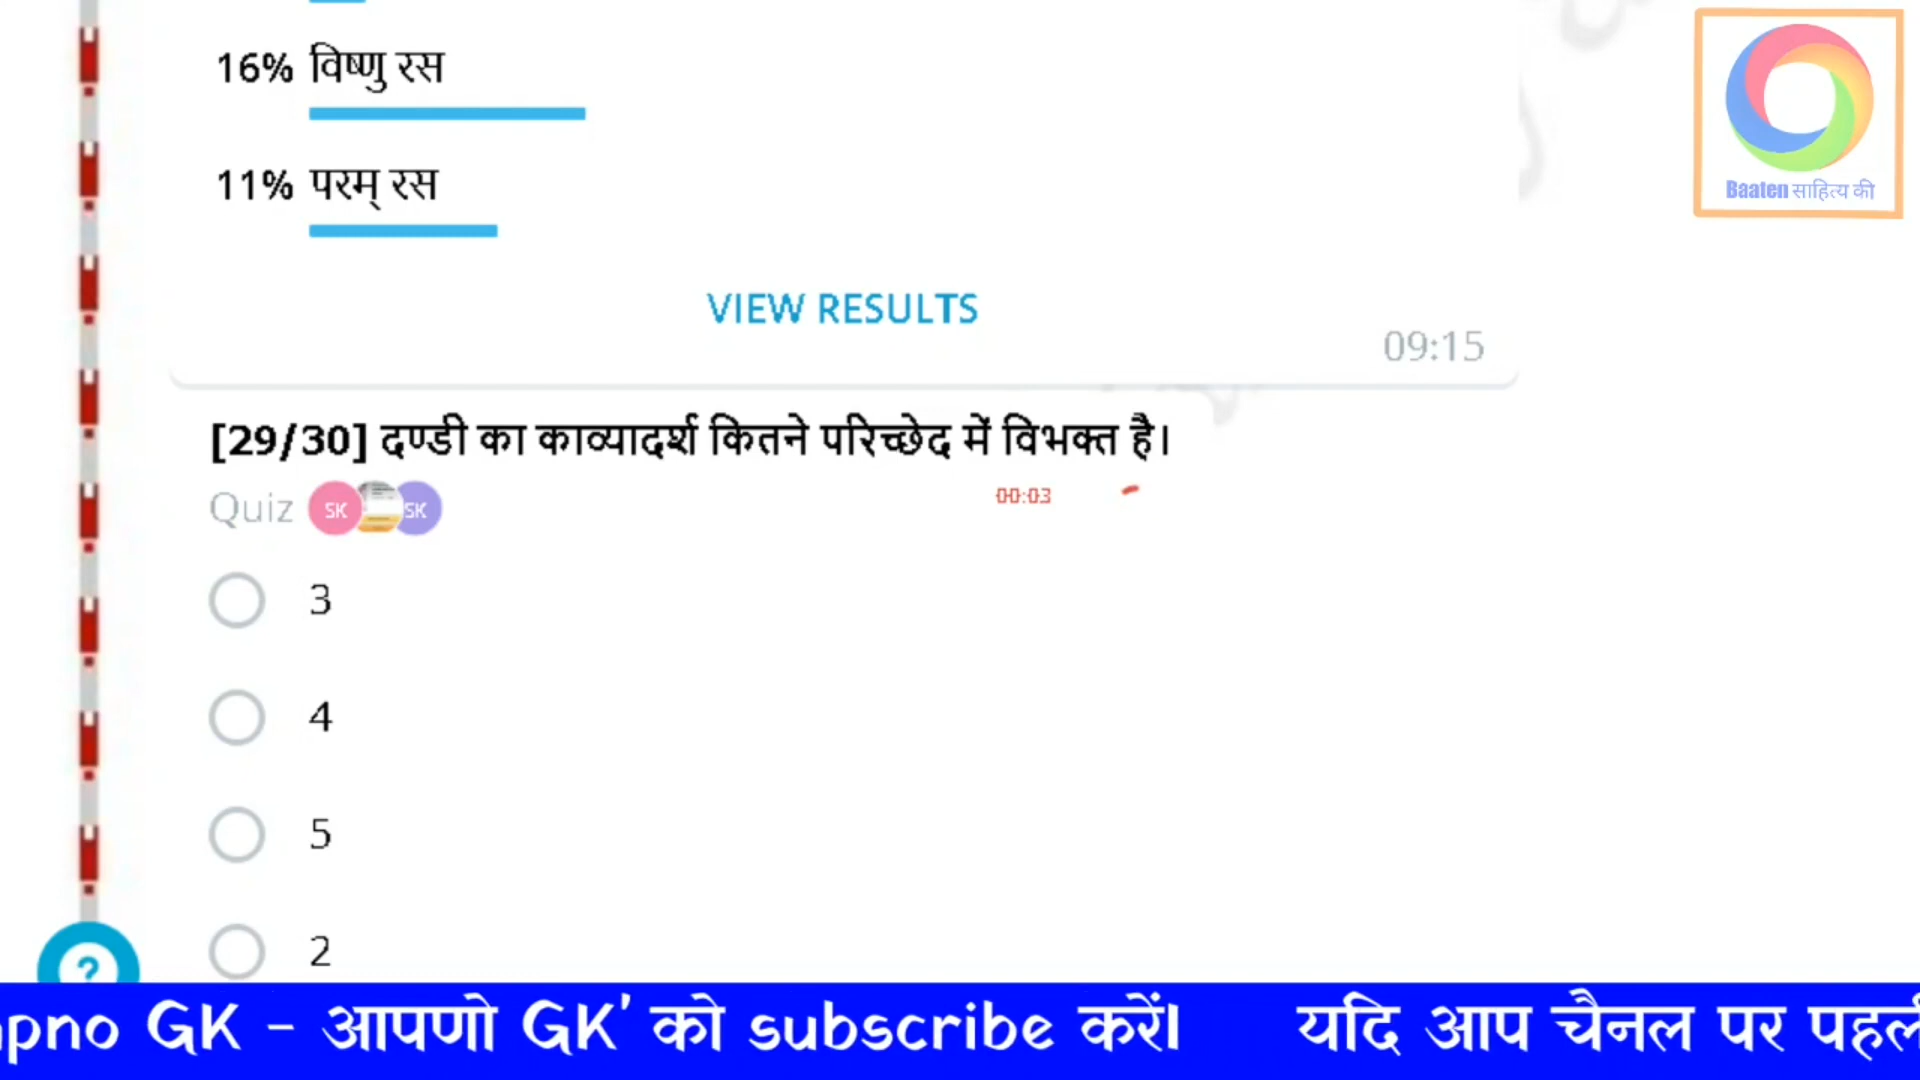 16% विष्णु रस
11% परम् रस
Baaten साहित्य की
VIEW RESULTS
09:15
[29/30] दण्डी का काव्यादर्श कितने परिच्छेद में विभक्त है।
Quiz SK SK
00:03
3
4
5
2
?
pno GK - आपणो GK' को subscribe करें। यदि आप चैनल पर पहली